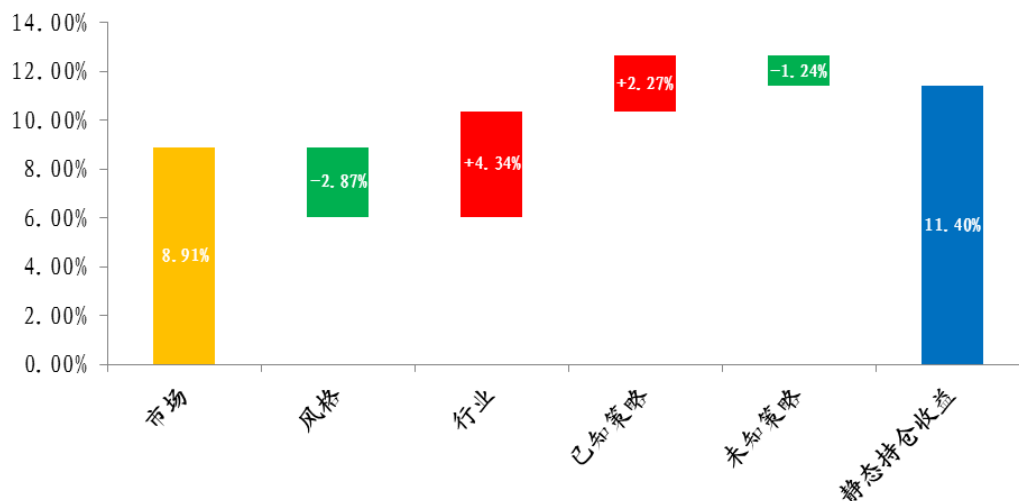 14.00%
12.00%
10.00%
8.00%
6.00%
4.00%
2.00%
0.00%
8.91%
-2.87%
+4.34%
+2.27%
-1.24%
11.40%
市场
风格
行业
已知策略
未知策略
静态持仓收益